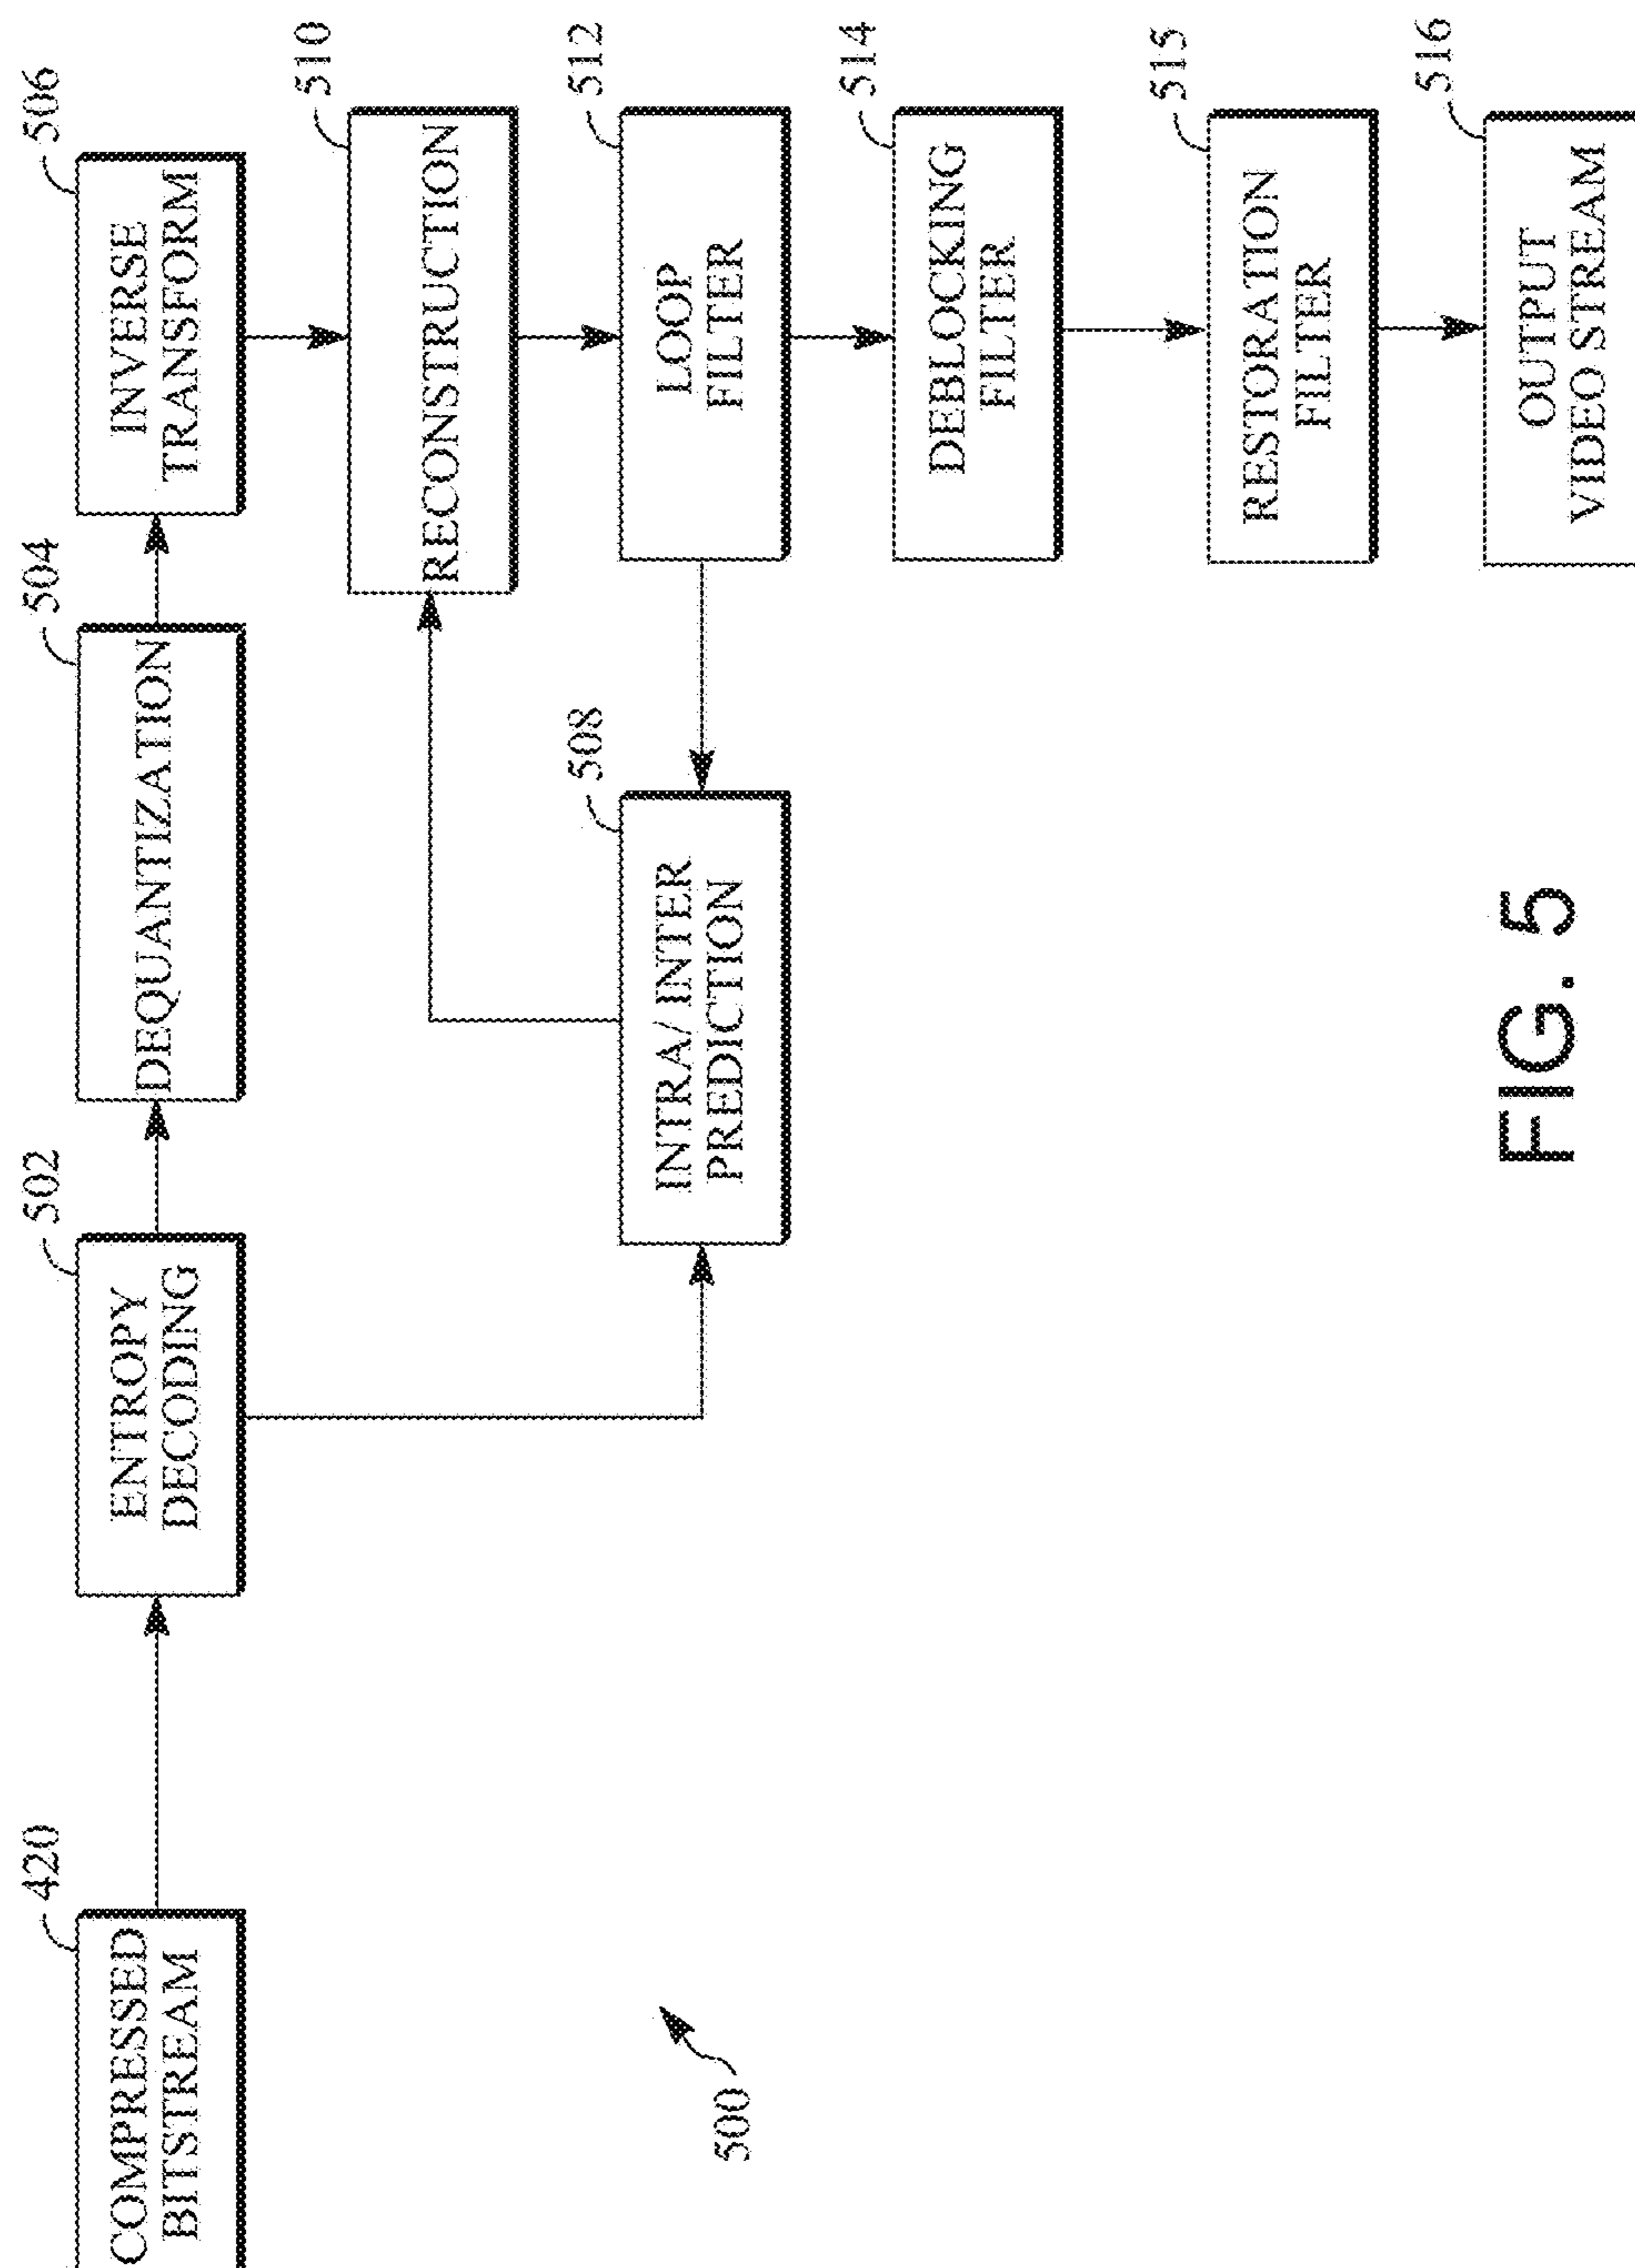 420
COMPRESSED
BITSTREAM
502
ENTROPY
DECODING
504
DEQUANTIZATION
506
INVERSE
TRANSFORM
510
RECONSTRUCTION
508
INTRA/ INTER
PREDICTION
512
LOOP
FILTER
514
DEBLOCKING
FILTER
515
RESTORATION
FILTER
516
OUTPUT
VIDEO STREAM
500
FIG. 5